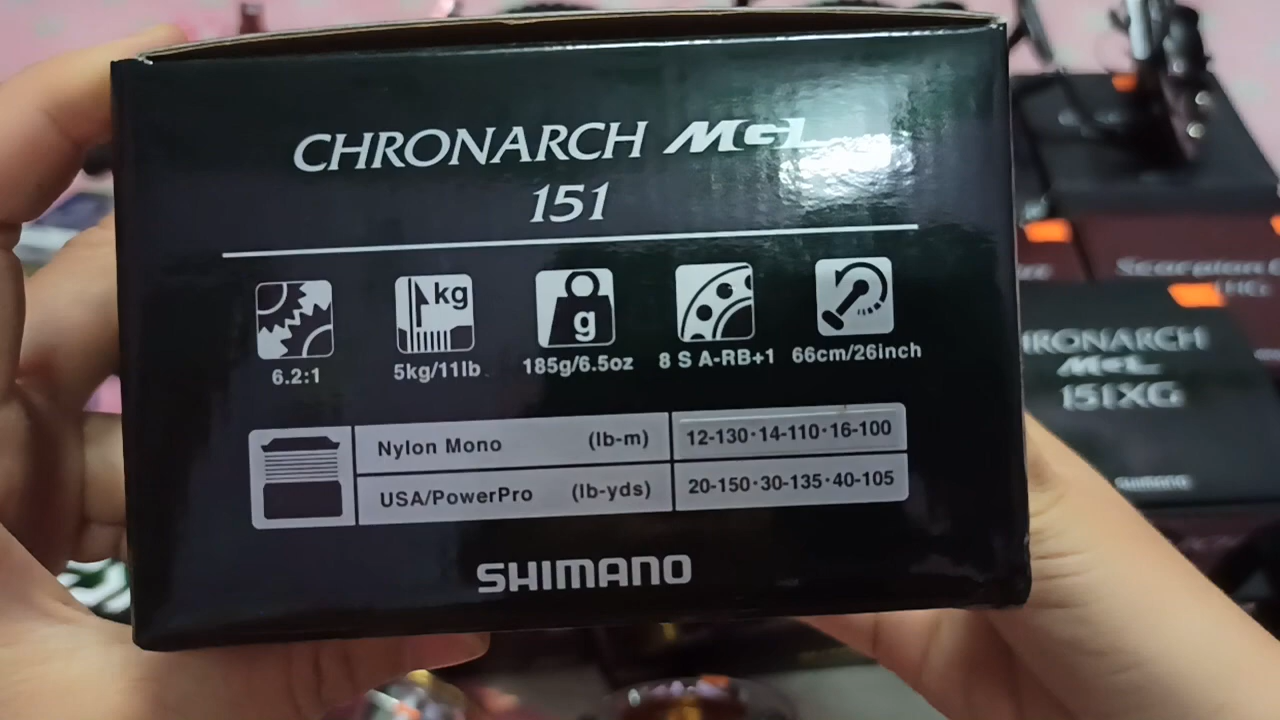 CHRONARCH MGL
151
kg
g
6.2:1
5kg/11lb
185g/6.5oz
8 S A-RB+1
66cm/26inch
Nylon Mono (lb-m) 12-130·14-110·16-100
USA/PowerPro (lb-yds) 20-150·30-135·40-105
SHIMANO
Scorpion
HG
CHRONARCH
MGL
151XG
SHIMANO